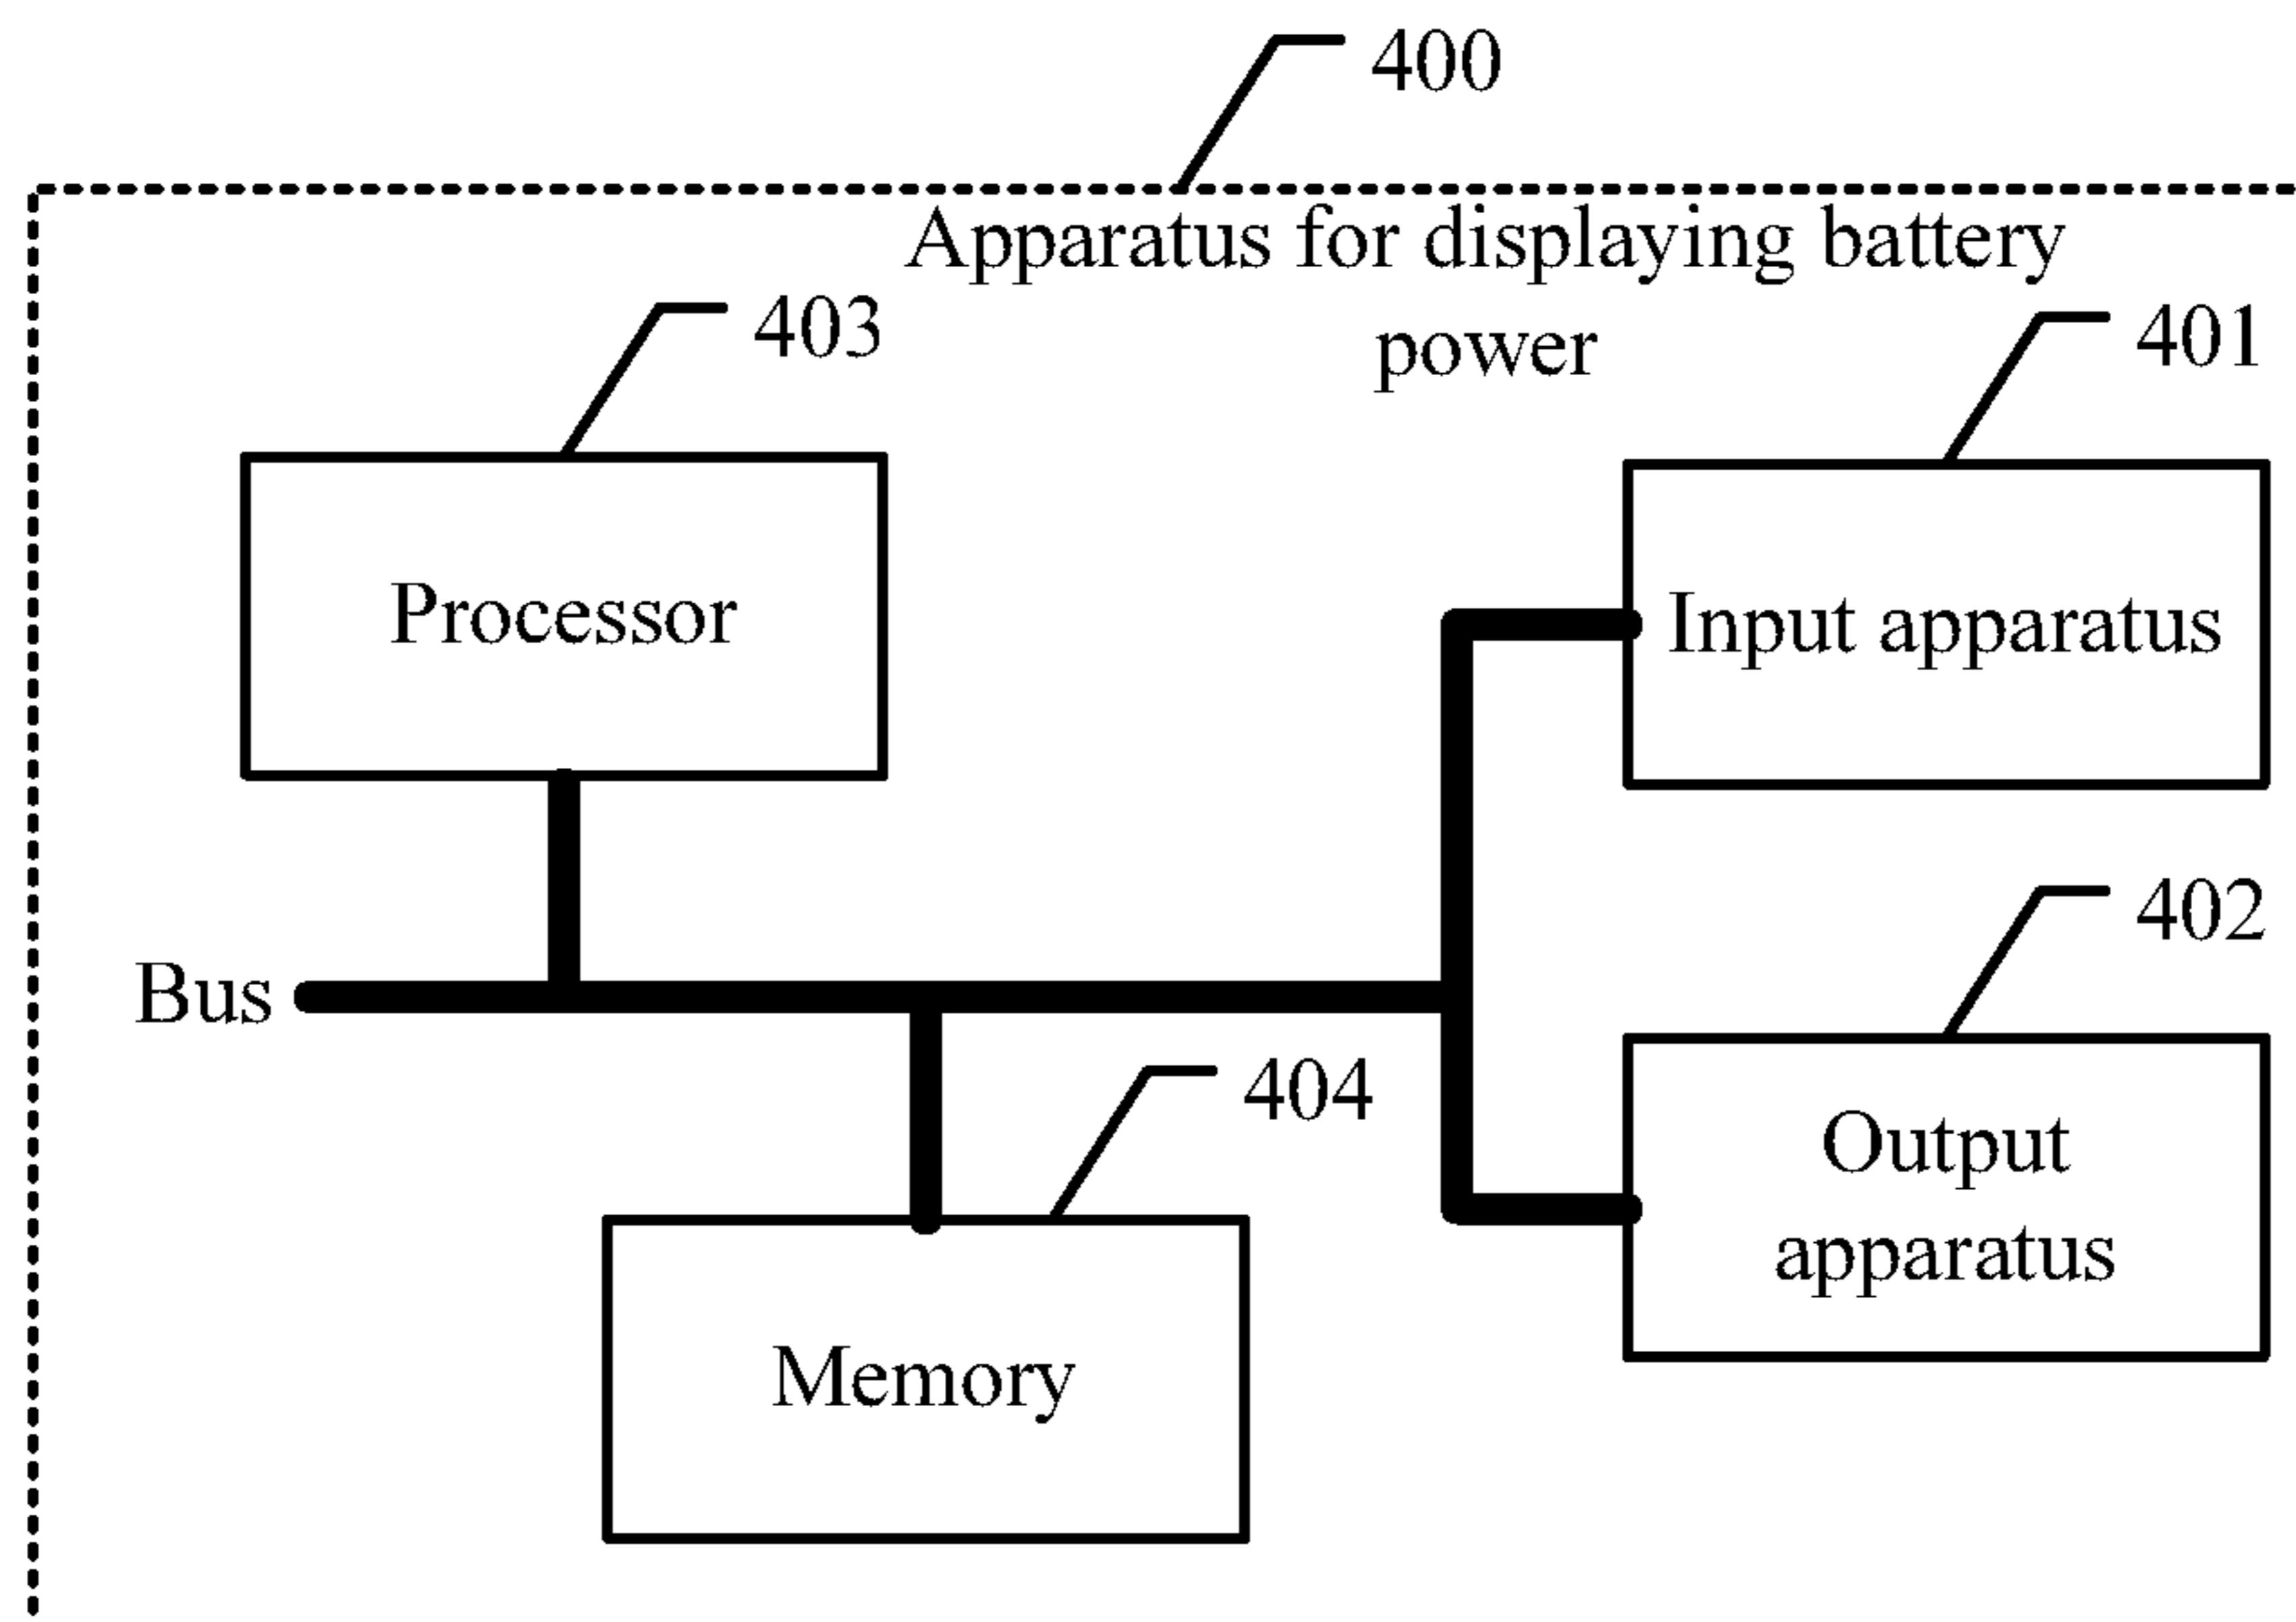 400
Apparatus for displaying battery
power
403
401
Processor
Input apparatus
402
Bus
404
Output
apparatus
Memory